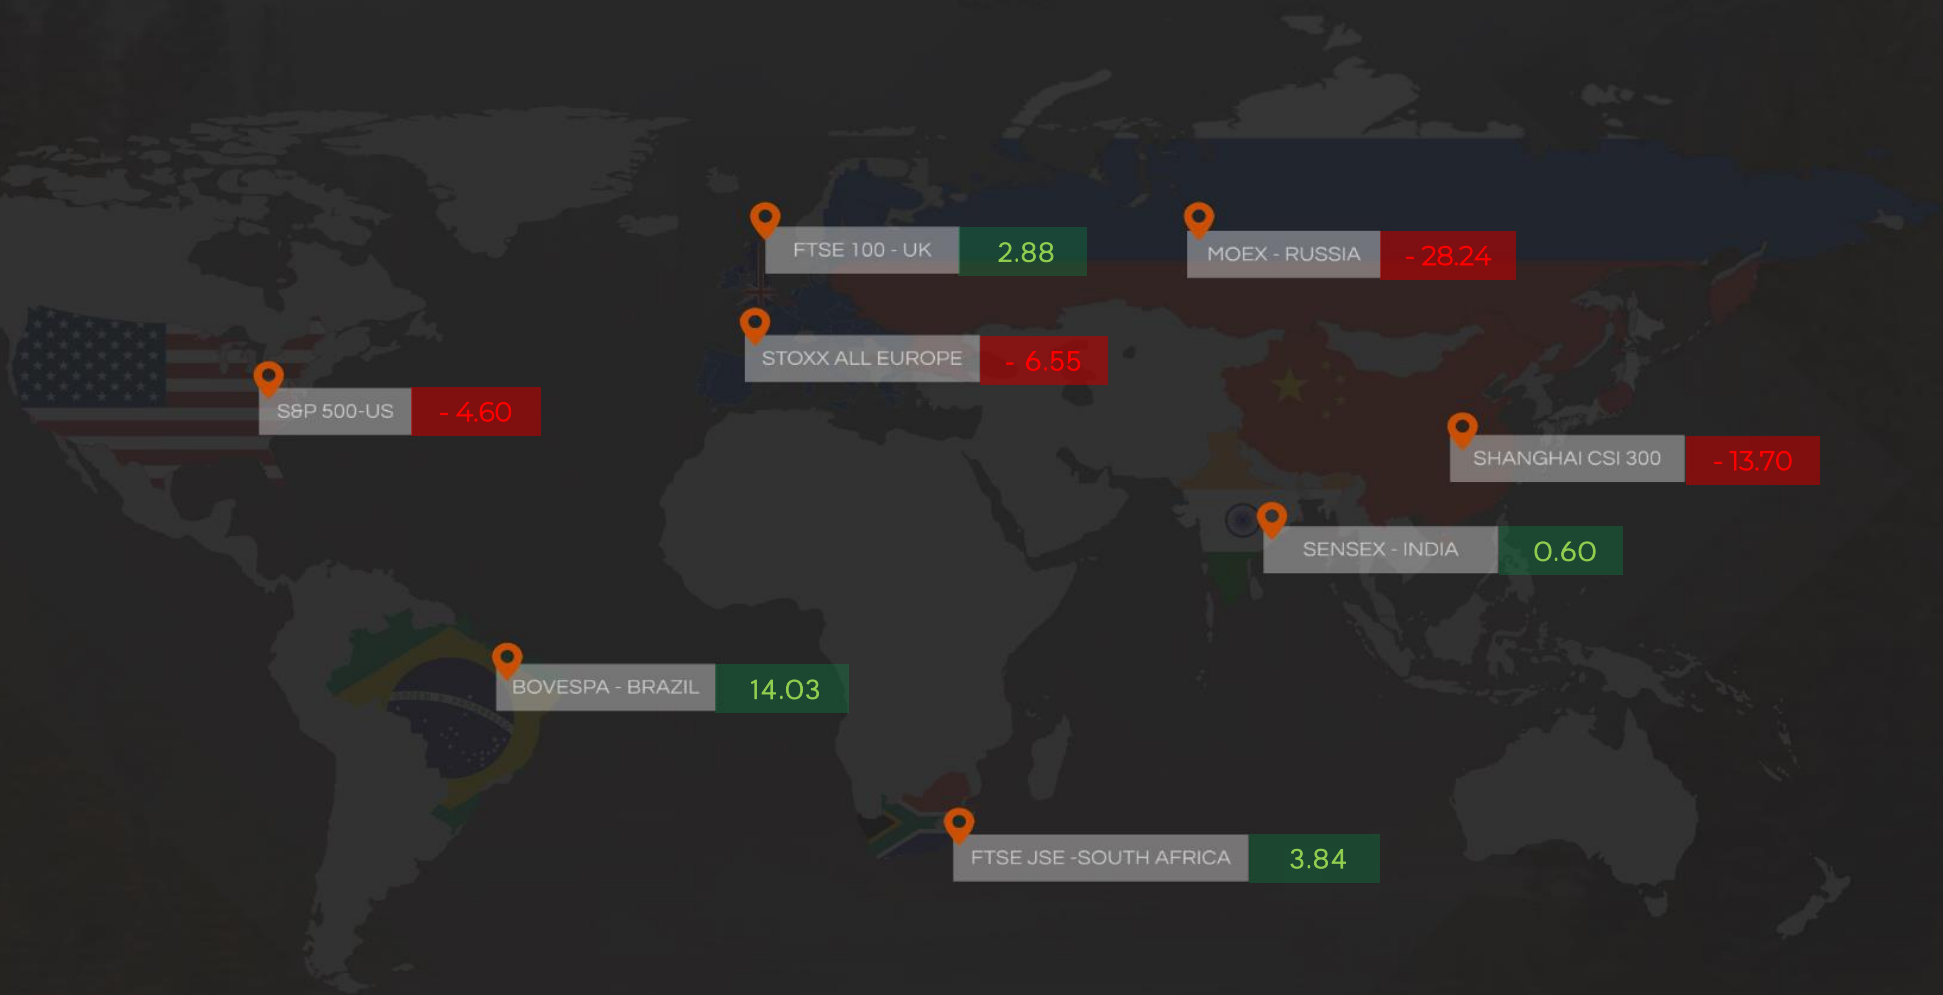 FTSE 100 - UK 2.88
MOEX - RUSSIA - 28.24
STOXX ALL EUROPE - 6.55
S&P 500-US - 4.60
SHANGHAI CSI 300 - 13.70
SENSEX - INDIA 0.60
BOVESPA - BRAZIL 14.03
FTSE JSE -SOUTH AFRICA 3.84